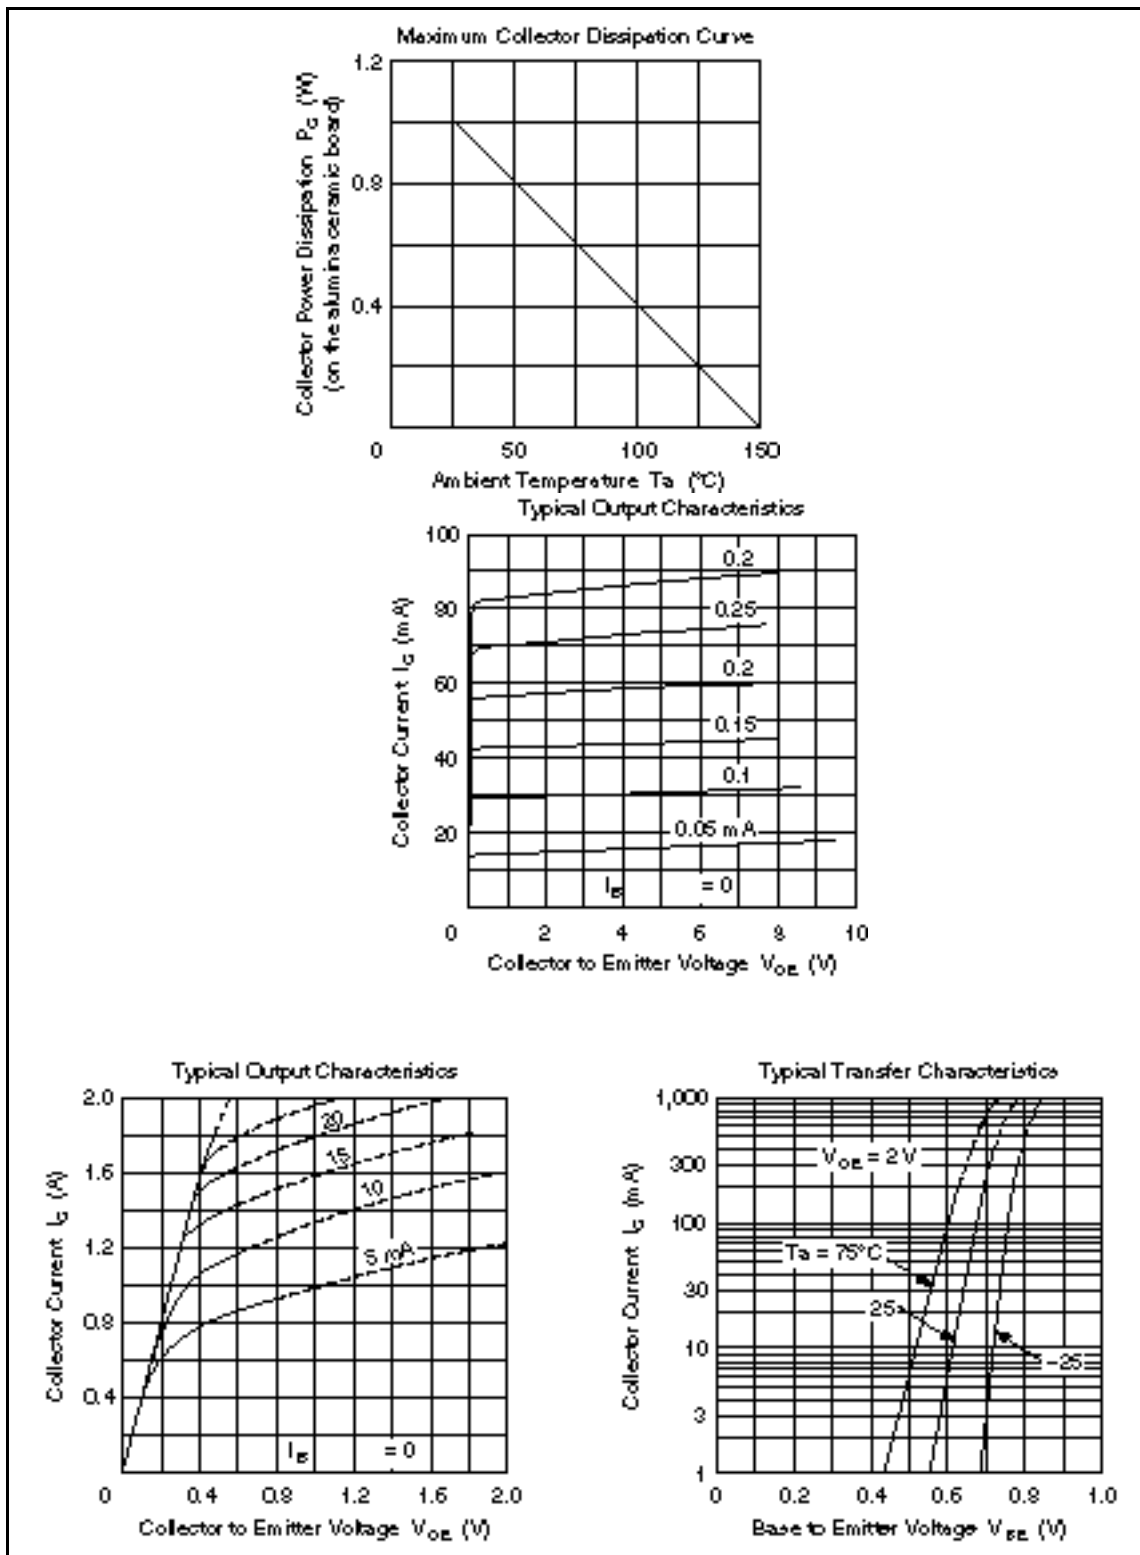 Maximum Collector Dissipation Curve
Collector Power Dissipation P_C (W)
(on the alumina ceramic board)
1.2
0.8
0.4
0
50
100
150
Ambient Temperature Ta (°C)
Typical Output Characteristics
Collector Current I_C (mA)
100
80
60
40
20
0.2
0.25
0.2
0.15
0.1
0.05 mA
I_B = 0
0
2
4
6
8
10
Collector to Emitter Voltage V_CE (V)
Typical Output Characteristics
Collector Current I_C (A)
2.0
1.6
1.2
0.8
0.4
20
15
10
5 mA
I_B = 0
0
0.4
0.8
1.2
1.6
2.0
Collector to Emitter Voltage V_CE (V)
Typical Transfer Characteristics
Collector Current I_C (mA)
1,000
300
100
30
10
3
1
V_CE = 2 V
Ta = 75°C
25
–25
0
0.2
0.4
0.6
0.8
1.0
Base to Emitter Voltage V_BE (V)